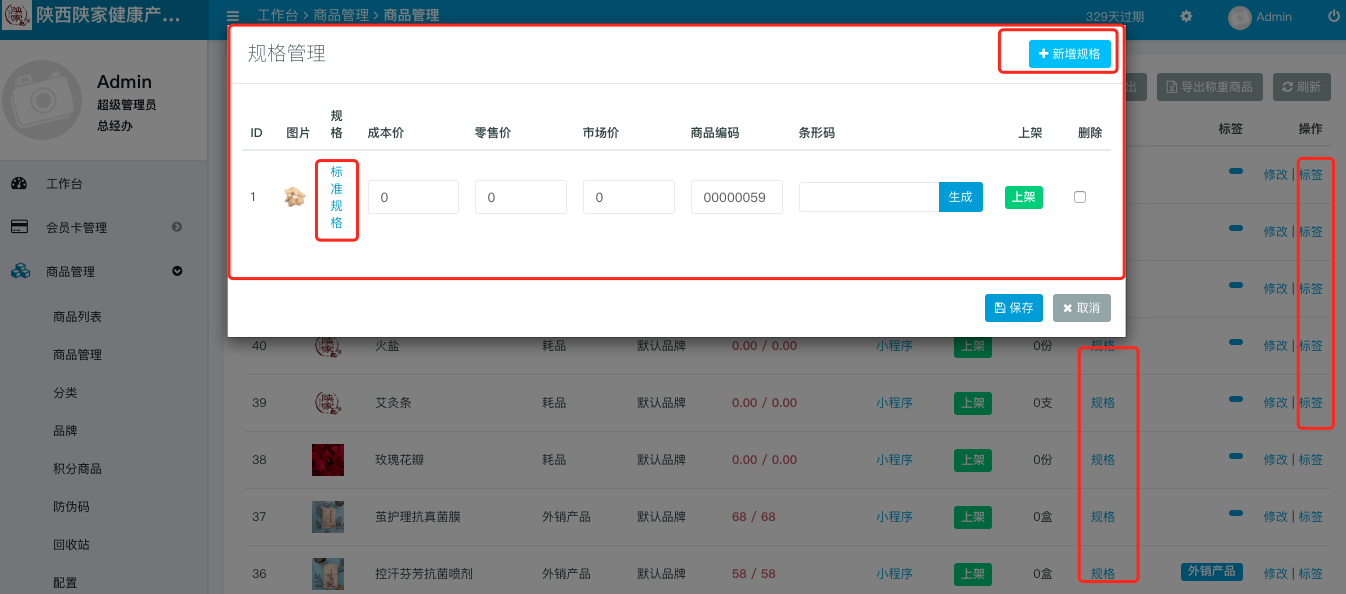 陕西陕家健康产...
工作台 > 商品管理 > 商品管理
329天过期
Admin
规格管理
新增规格
出
导出称重商品
刷新
Admin
超级管理员
总经办
标签 操作
ID 图片 规格 成本价 零售价 市场价 商品编码 条形码 上架 删除
1 标准规格 0 0 0 00000059 生成 上架
修改 | 标签
修改 | 标签
修改 | 标签
保存 取消
工作台
会员卡管理
商品管理
商品列表
商品管理
分类
品牌
积分商品
防伪码
回收站
配置
40 火盐 耗品 默认品牌 0.00 / 0.00 小程序 上架 0份 规格 修改 | 标签
39 艾灸条 耗品 默认品牌 0.00 / 0.00 小程序 上架 0支 规格 修改 | 标签
38 玫瑰花瓣 耗品 默认品牌 0.00 / 0.00 小程序 上架 0份 规格 修改 | 标签
37 茧护理抗真菌膜 外销产品 默认品牌 68 / 68 小程序 上架 0盒 规格 修改 | 标签
36 控汗芬芳抗菌喷剂 外销产品 默认品牌 58 / 58 小程序 上架 0盒 规格 外销产品 修改 | 标签